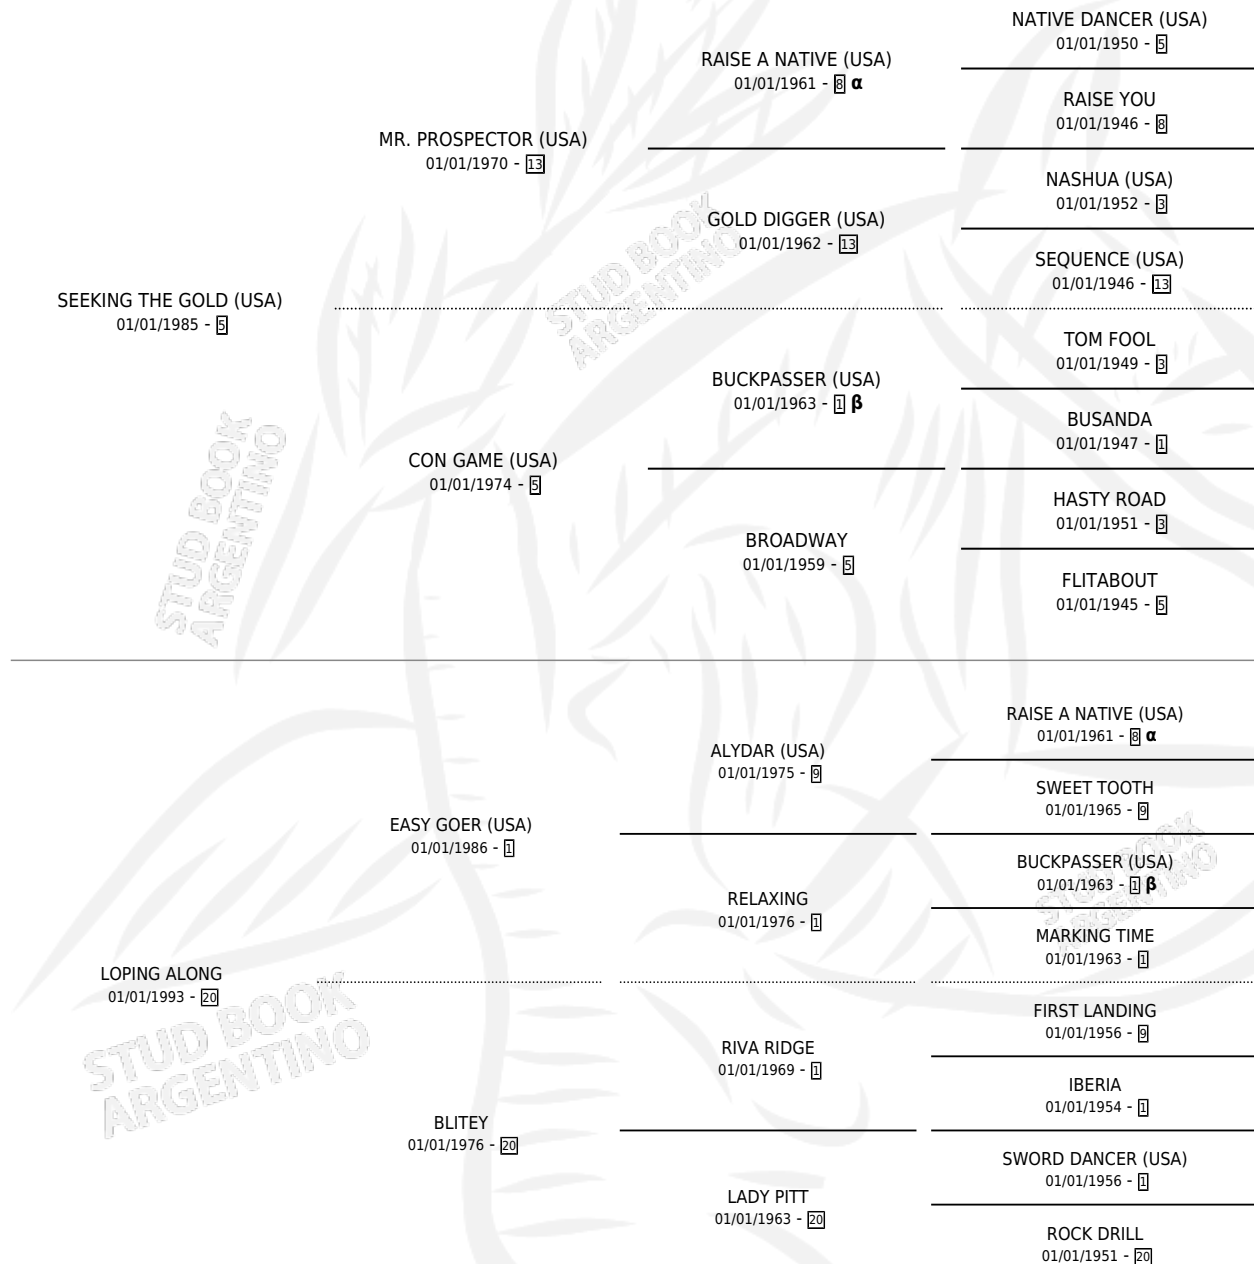 NATIVE DANCER (USA)
01/01/1950 - 5
RAISE A NATIVE (USA)
01/01/1961 - 8 α
RAISE YOU
01/01/1946 - 8
MR. PROSPECTOR (USA)
01/01/1970 - 13
NASHUA (USA)
01/01/1952 - 3
GOLD DIGGER (USA)
01/01/1962 - 13
SEQUENCE (USA)
01/01/1946 - 13
SEEKING THE GOLD (USA)
01/01/1985 - 5
STUD BOOK
ARGENTINO
TOM FOOL
01/01/1949 - 3
BUCKPASSER (USA)
01/01/1963 - 1 β
BUSANDA
01/01/1947 - 1
CON GAME (USA)
01/01/1974 - 5
HASTY ROAD
01/01/1951 - 3
BROADWAY
01/01/1959 - 5
FLITABOUT
01/01/1945 - 5
STUD BOOK
ARGENTINO
RAISE A NATIVE (USA)
01/01/1961 - 8 α
ALYDAR (USA)
01/01/1975 - 9
SWEET TOOTH
01/01/1965 - 9
EASY GOER (USA)
01/01/1986 - 1
BUCKPASSER (USA)
01/01/1963 - 1 β
STUD BOOK
ARGENTINO
RELAXING
01/01/1976 - 1
MARKING TIME
01/01/1963 - 1
LOPING ALONG
01/01/1993 - 20
FIRST LANDING
01/01/1956 - 9
RIVA RIDGE
01/01/1969 - 1
IBERIA
01/01/1954 - 1
STUD BOOK
ARGENTINO
BLITEY
01/01/1976 - 20
SWORD DANCER (USA)
01/01/1956 - 1
LADY PITT
01/01/1963 - 20
ROCK DRILL
01/01/1951 - 20